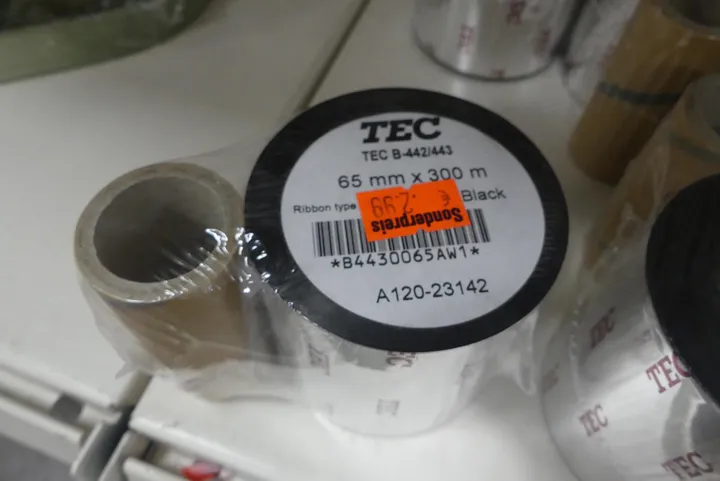 TEC
TEC B-442/443
65 mm x 300 m
Ribbon type
Black
Sonderpreis
2.99
*B4430065AW1*
A120-23142
TEC
TEC
TEC
TEC